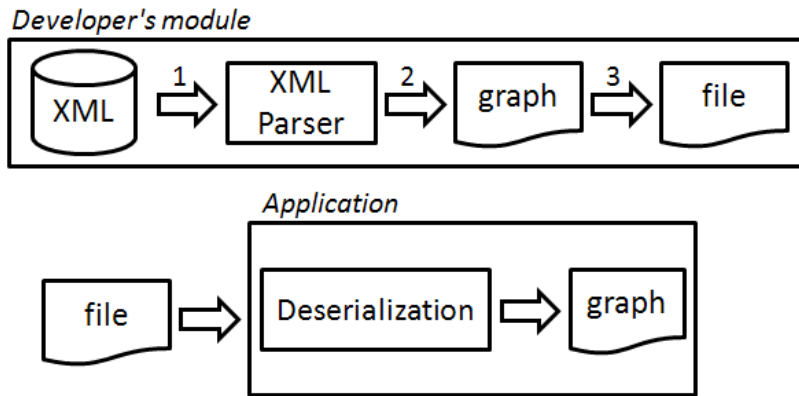 Developer's module
1
2
3
XML
XML
Parser
graph
file
Application
file
Deserialization
graph